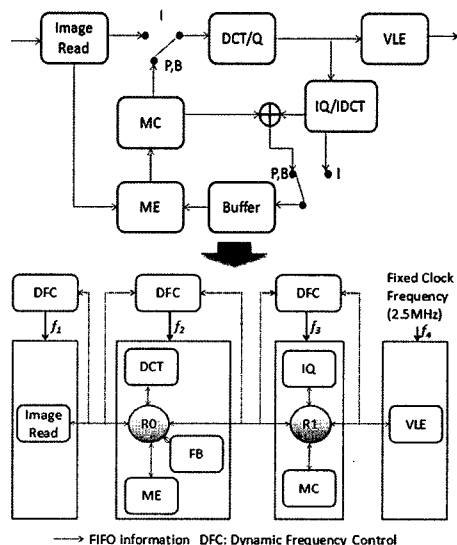 I
Image
Read
DCT/Q
VLE
P,B
MC
IQ/IDCT
P,B
I
ME
Buffer
DFC
DFC
DFC
Fixed Clock
Frequency
(2.5MHz)
f₁
f₂
f₃
f₄
DCT
IQ
Image
Read
R0
R1
VLE
FB
ME
MC
FIFO information DFC: Dynamic Frequency Control